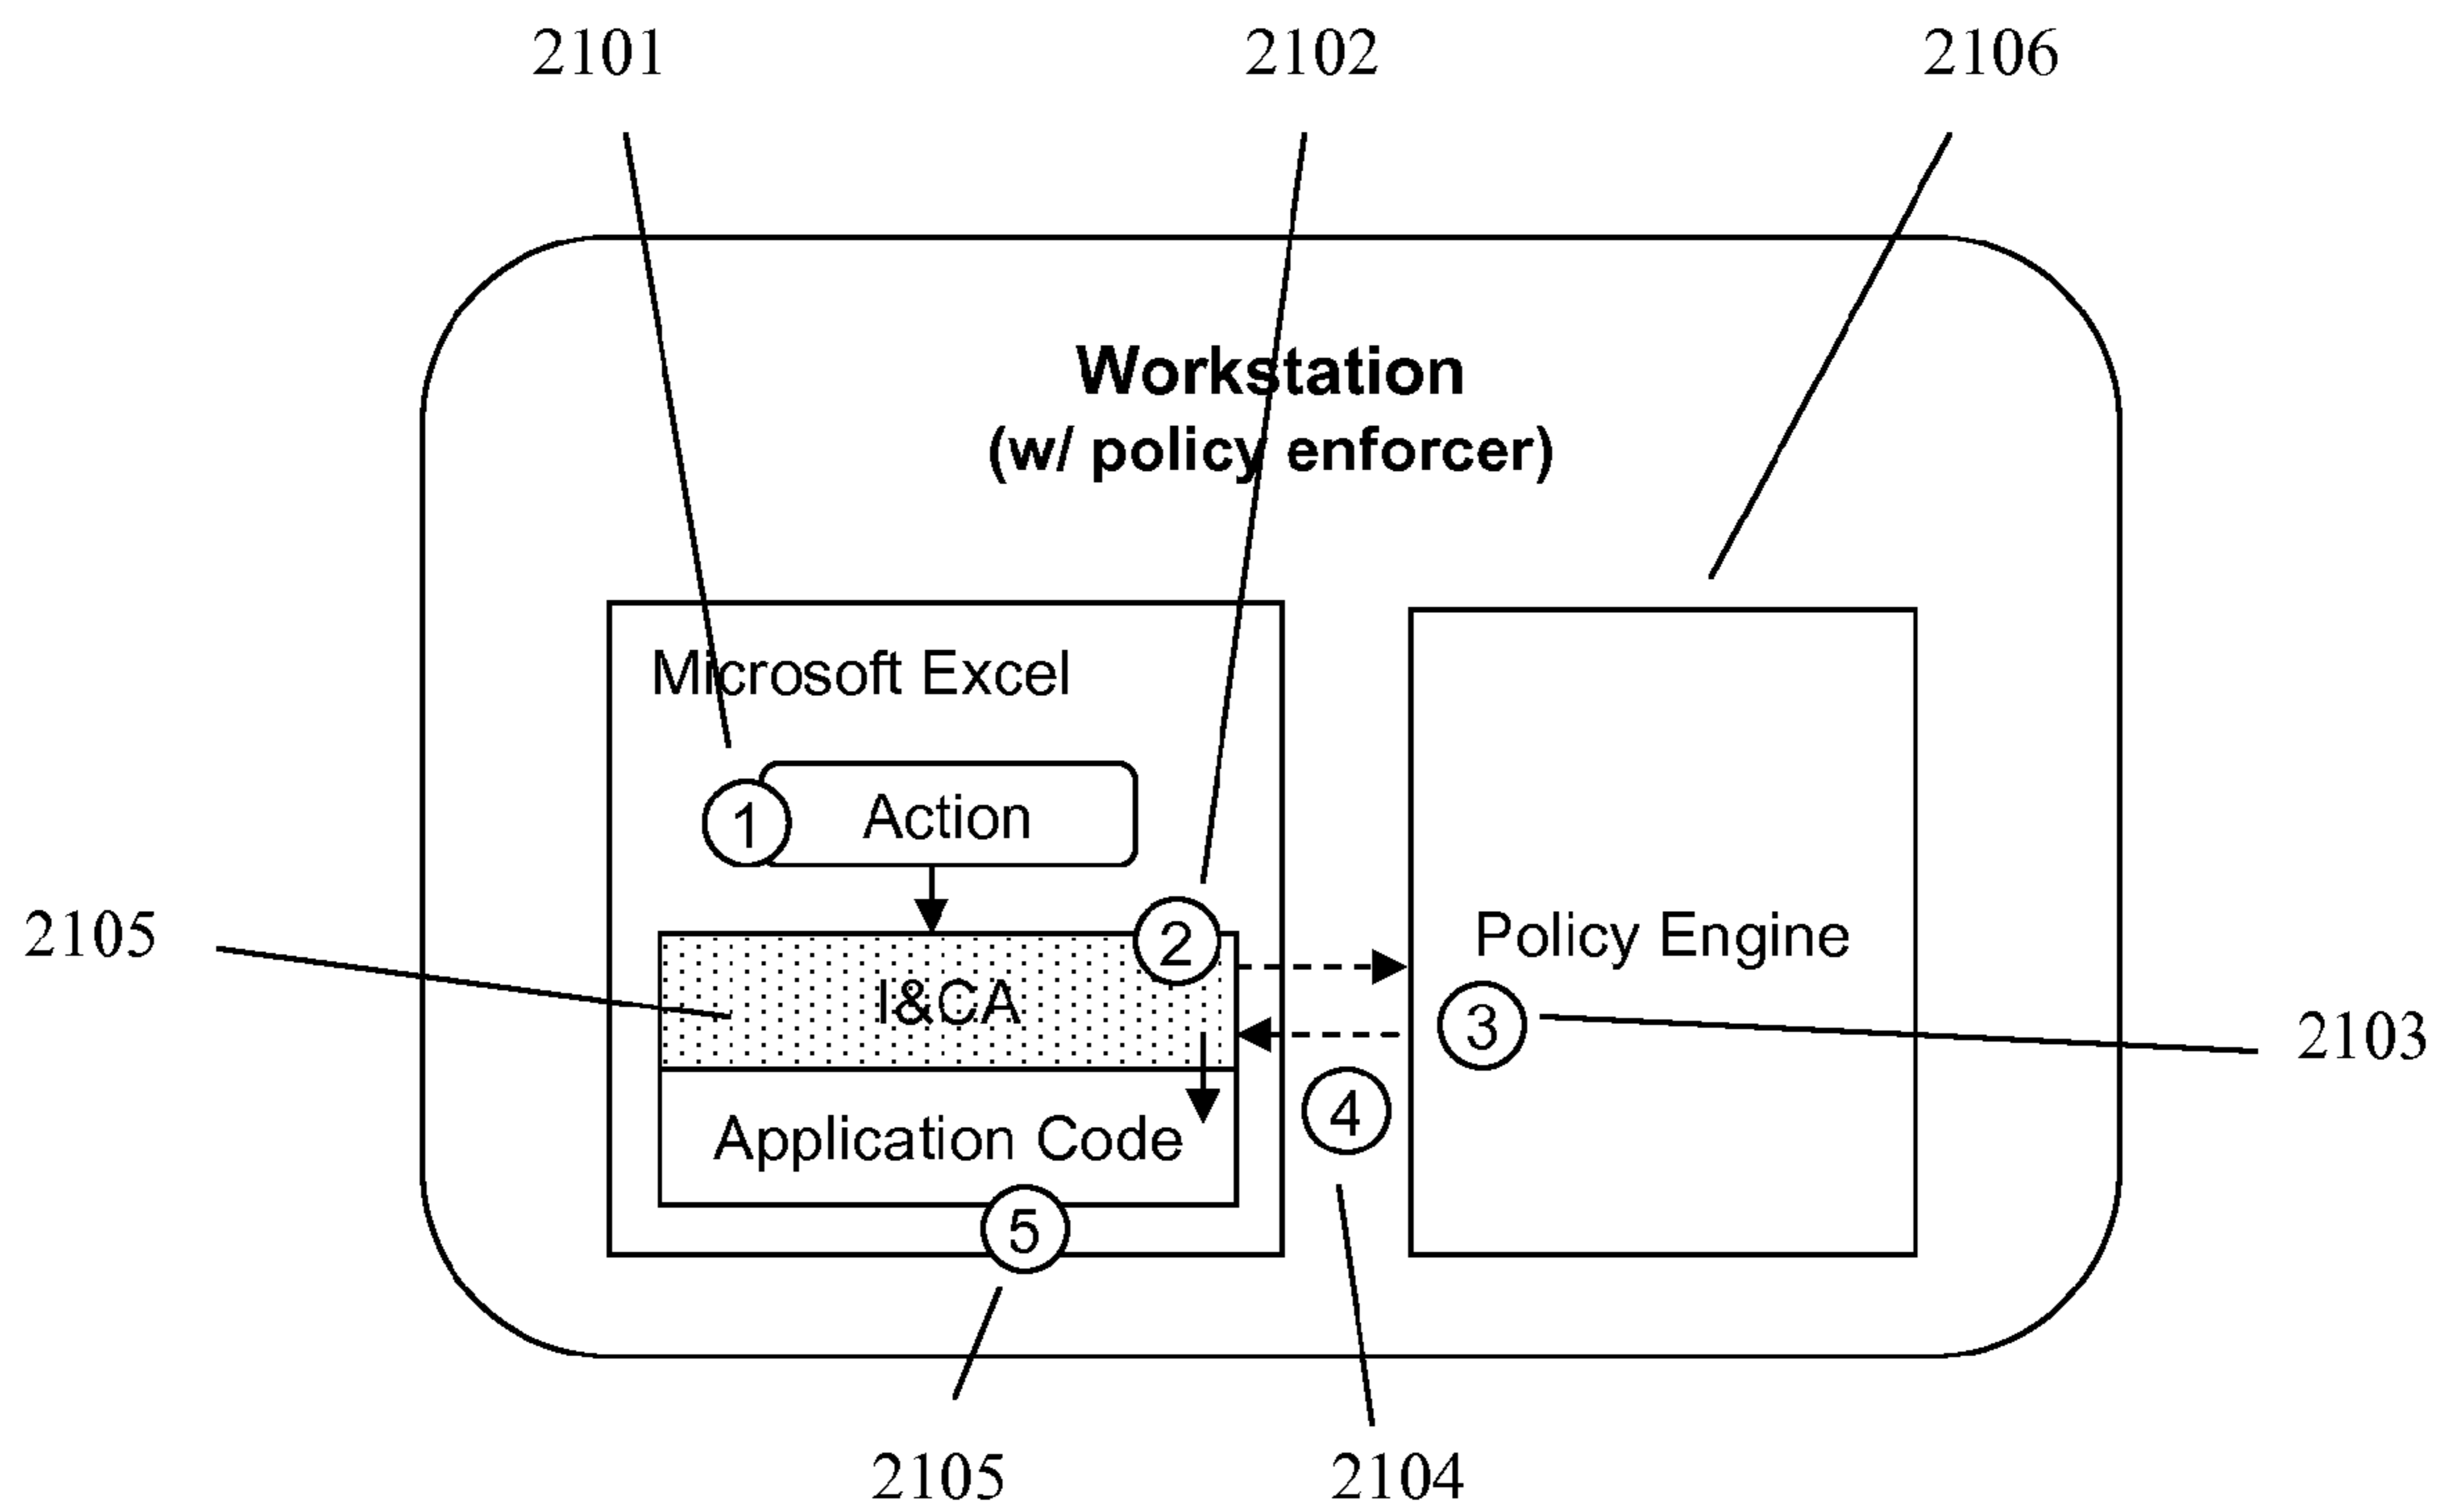 2101
2102
2106
Workstation
(w/ policy enforcer)
Microsoft Excel
1
Action
2105
2
Policy Engine
I&CA
3
2103
4
Application Code
5
2105
2104